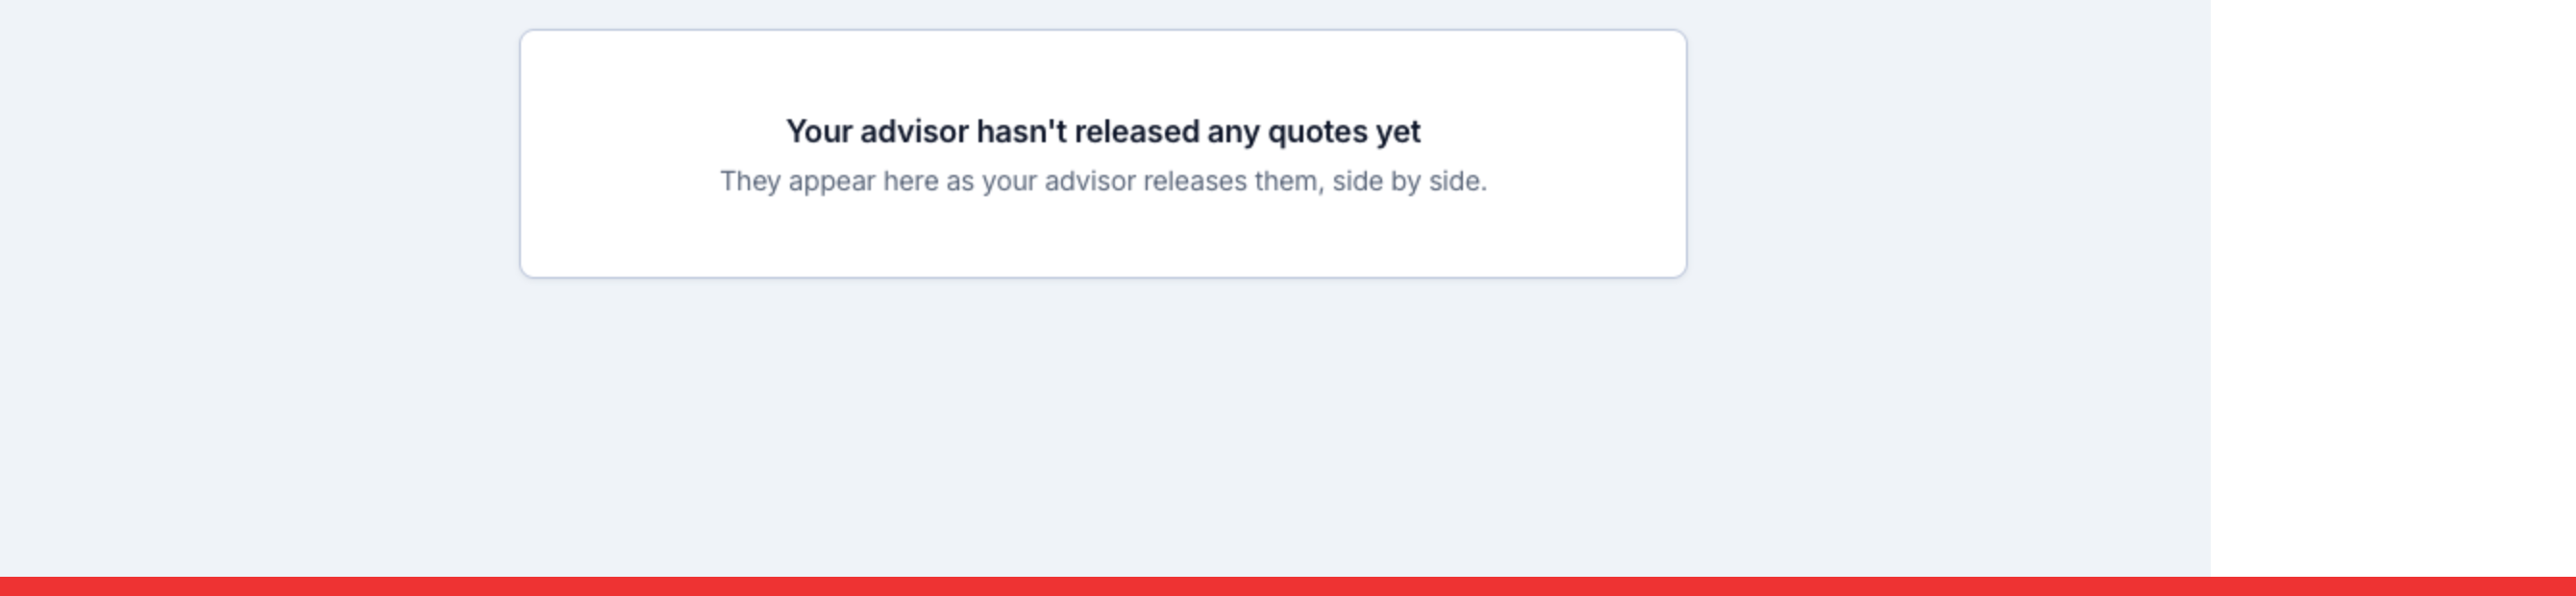 Your advisor hasn't released any quotes yet
They appear here as your advisor releases them, side by side.